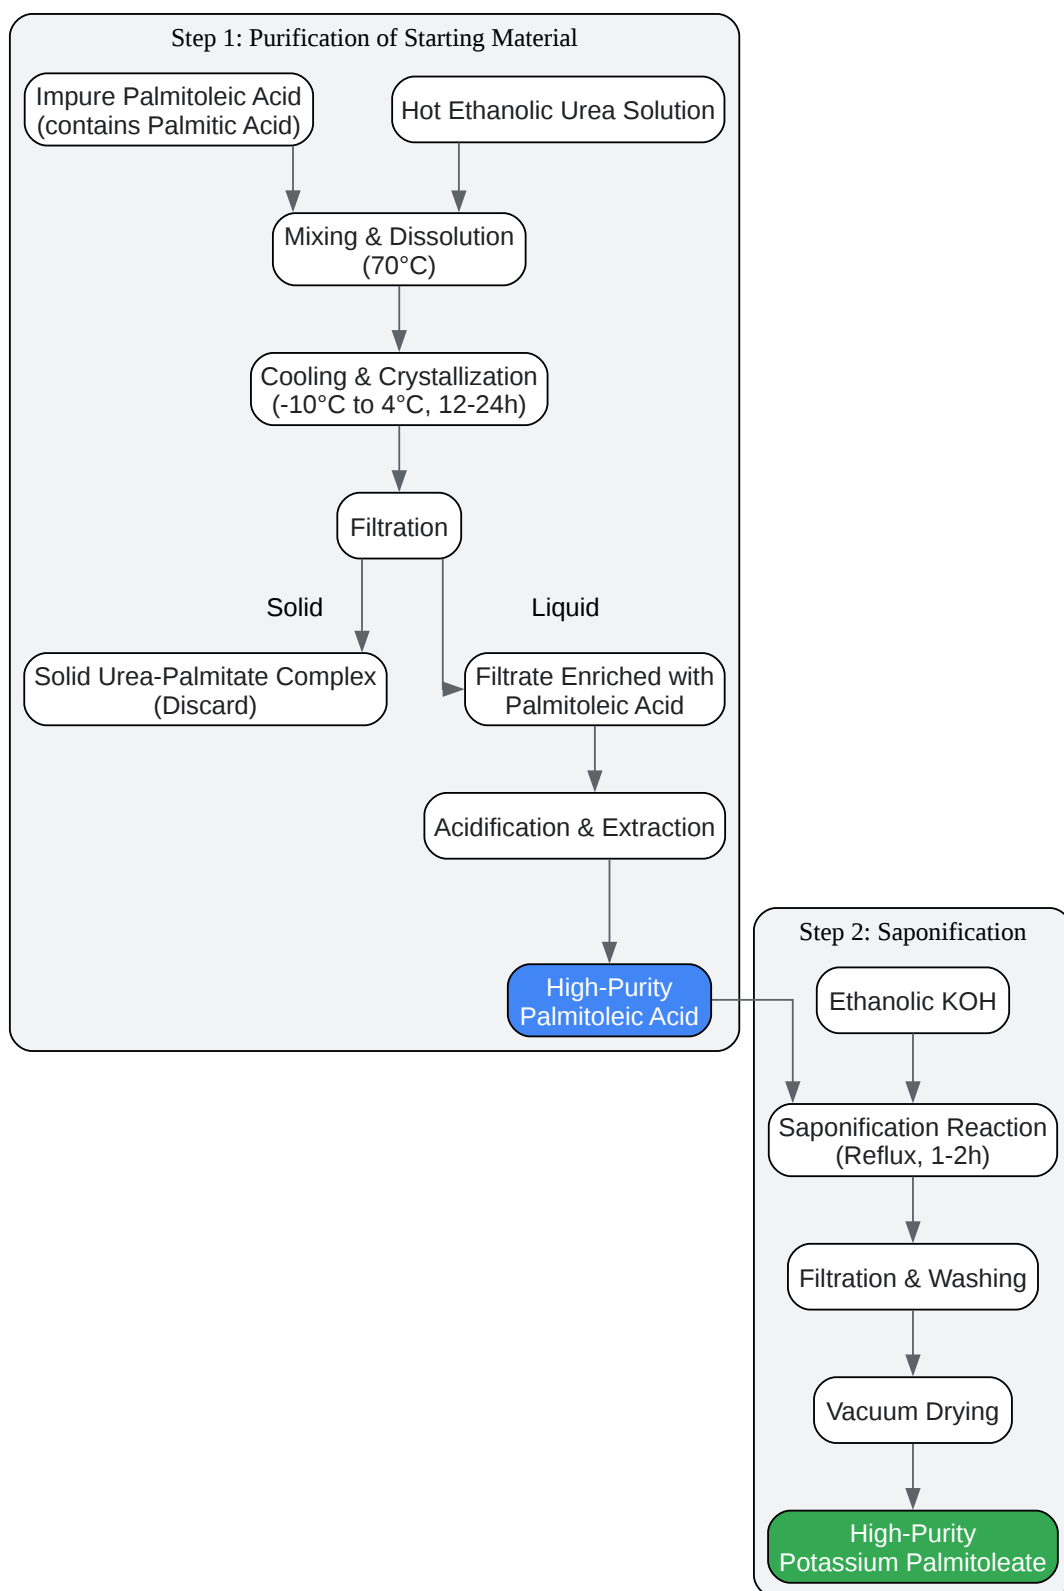 Step 1: Purification of Starting Material
Impure Palmitoleic Acid
(contains Palmitic Acid)
Hot Ethanolic Urea Solution
Mixing & Dissolution
(70°C)
Cooling & Crystallization
(-10°C to 4°C, 12-24h)
Filtration
Solid
Liquid
Solid Urea-Palmitate Complex
(Discard)
Filtrate Enriched with
Palmitoleic Acid
Acidification & Extraction
High-Purity
Palmitoleic Acid
Step 2: Saponification
Ethanolic KOH
Saponification Reaction
(Reflux, 1-2h)
Filtration & Washing
Vacuum Drying
High-Purity
Potassium Palmitoleate